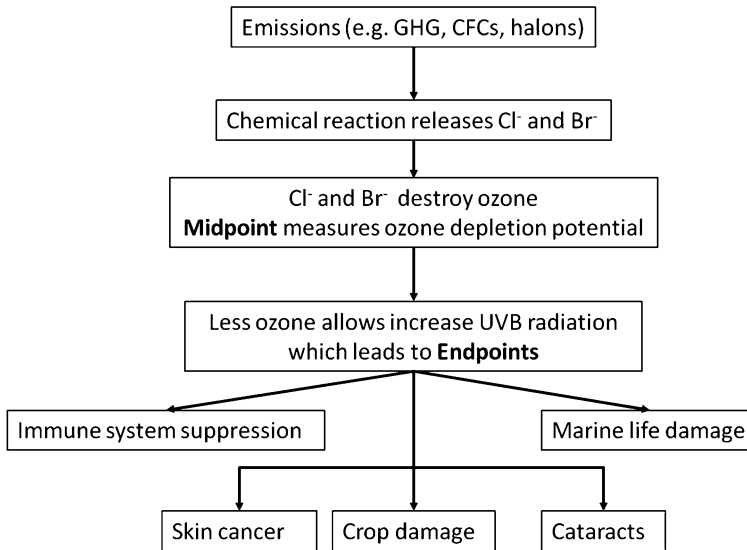 Emissions (e.g. GHG, CFCs, halons)
Chemical reaction releases Cl⁻ and Br⁻
Cl⁻ and Br⁻ destroy ozone
Midpoint measures ozone depletion potential
Less ozone allows increase UVB radiation
which leads to Endpoints
Immune system suppression
Marine life damage
Skin cancer
Crop damage
Cataracts